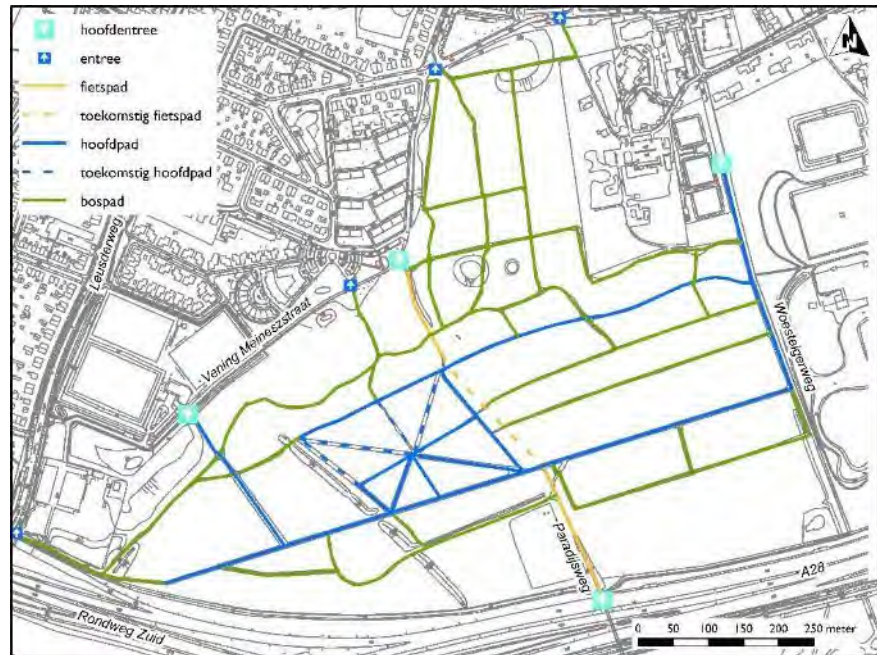 hoofdentree
entree
fietspad
toekomstig fietspad
hoofdpad
toekomstig hoofdpad
bospad
N
Leusderweg
Vening Meineszstraat
Woesteigerweg
Paradijsweg
A28
Rondweg Zuid
0 50 100 150 200 250 meter